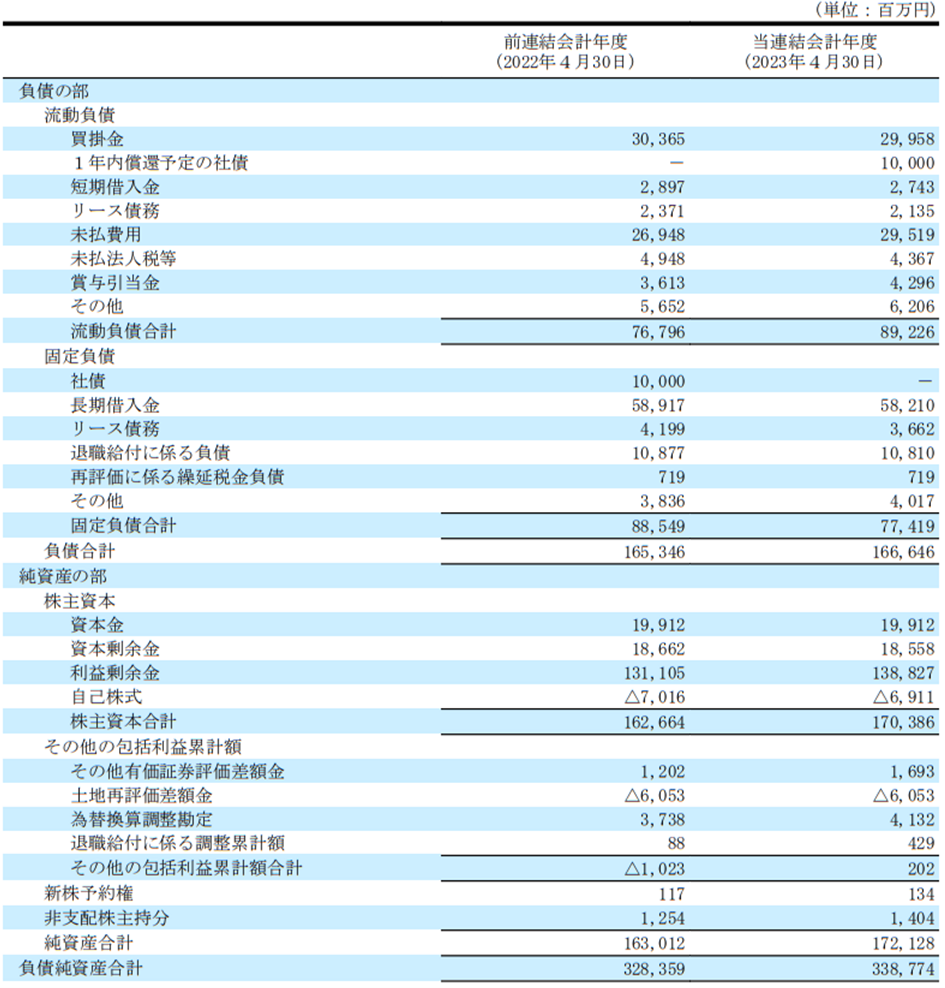 (単位：百万円)
前連結会計年度 当連結会計年度
(2022年４月30日) (2023年４月30日)
負債の部
流動負債
買掛金 30,365 29,958
１年内償還予定の社債 － 10,000
短期借入金 2,897 2,743
リース債務 2,371 2,135
未払費用 26,948 29,519
未払法人税等 4,948 4,367
賞与引当金 3,613 4,296
その他 5,652 6,206
流動負債合計 76,796 89,226
固定負債
社債 10,000 －
長期借入金 58,917 58,210
リース債務 4,199 3,662
退職給付に係る負債 10,877 10,810
再評価に係る繰延税金負債 719 719
その他 3,836 4,017
固定負債合計 88,549 77,419
負債合計 165,346 166,646
純資産の部
株主資本
資本金 19,912 19,912
資本剰余金 18,662 18,558
利益剰余金 131,105 138,827
自己株式 △7,016 △6,911
株主資本合計 162,664 170,386
その他の包括利益累計額
その他有価証券評価差額金 1,202 1,693
土地再評価差額金 △6,053 △6,053
為替換算調整勘定 3,738 4,132
退職給付に係る調整累計額 88 429
その他の包括利益累計額合計 △1,023 202
新株予約権 117 134
非支配株主持分 1,254 1,404
純資産合計 163,012 172,128
負債純資産合計 328,359 338,774